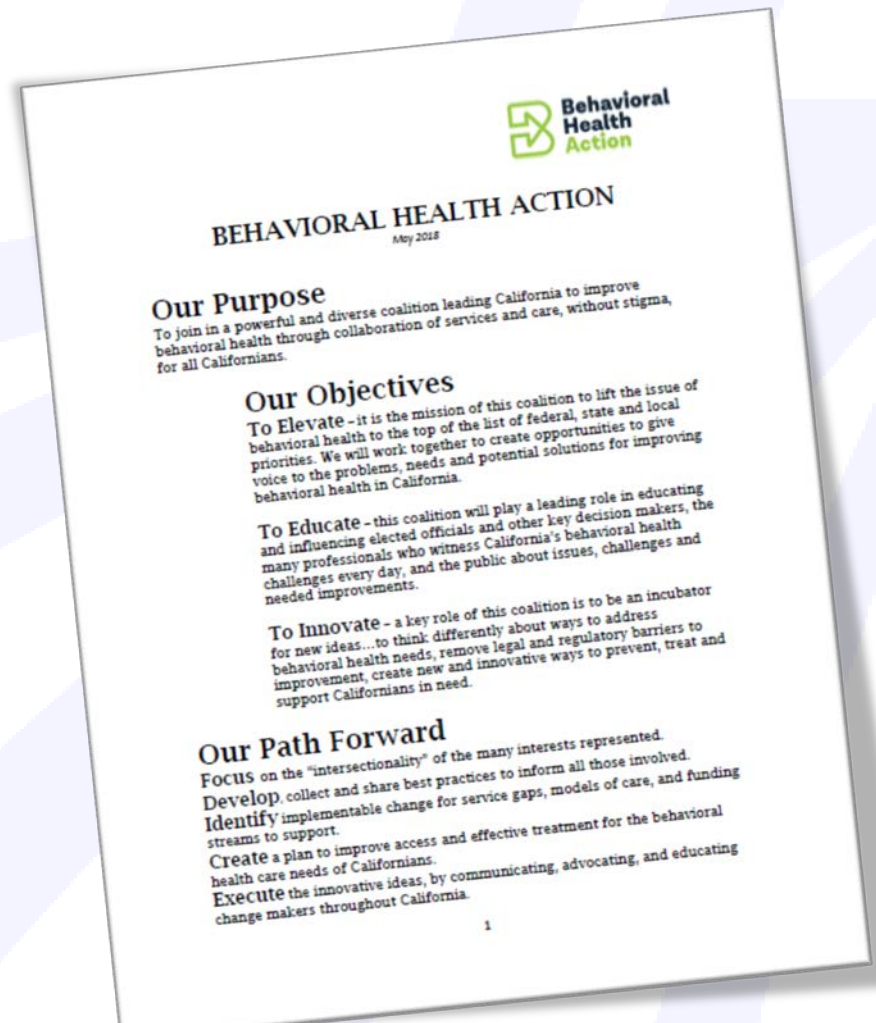 Behavioral
Health
Action
BEHAVIORAL HEALTH ACTION
May 2018
Our Purpose
To join in a powerful and diverse coalition leading California to improve
behavioral health through collaboration of services and care, without stigma,
for all Californians.
Our Objectives
To Elevate – it is the mission of this coalition to lift the issue of
behavioral health to the top of the list of federal, state and local
priorities. We will work together to create opportunities to give
voice to the problems, needs and potential solutions for improving
behavioral health in California.
To Educate – this coalition will play a leading role in educating
and influencing elected officials and other key decision makers, the
many professionals who witness California's behavioral health
challenges every day, and the public about issues, challenges and
needed improvements.
To Innovate – a key role of this coalition is to be an incubator
for new ideas...to think differently about ways to address
behavioral health needs, remove legal and regulatory barriers to
improvement, create new and innovative ways to prevent, treat and
support Californians in need.
Our Path Forward
Focus on the "intersectionality" of the many interests represented.
Develop, collect and share best practices to inform all those involved.
Identify implementable change for service gaps, models of care, and funding
streams to support.
Create a plan to improve access and effective treatment for the behavioral
health care needs of Californians.
Execute the innovative ideas, by communicating, advocating, and educating
change makers throughout California.
1